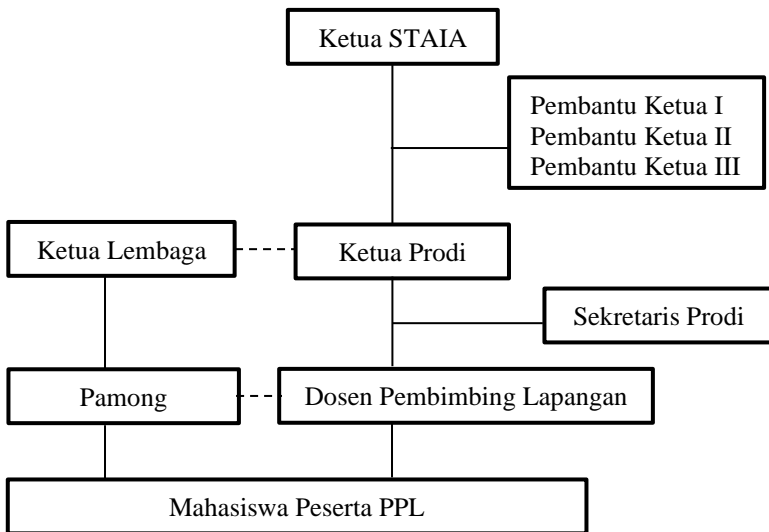 Ketua STAIA
Pembantu Ketua I
Pembantu Ketua II
Pembantu Ketua III
Ketua Lembaga
Ketua Prodi
Sekretaris Prodi
Pamong
Dosen Pembimbing Lapangan
Mahasiswa Peserta PPL